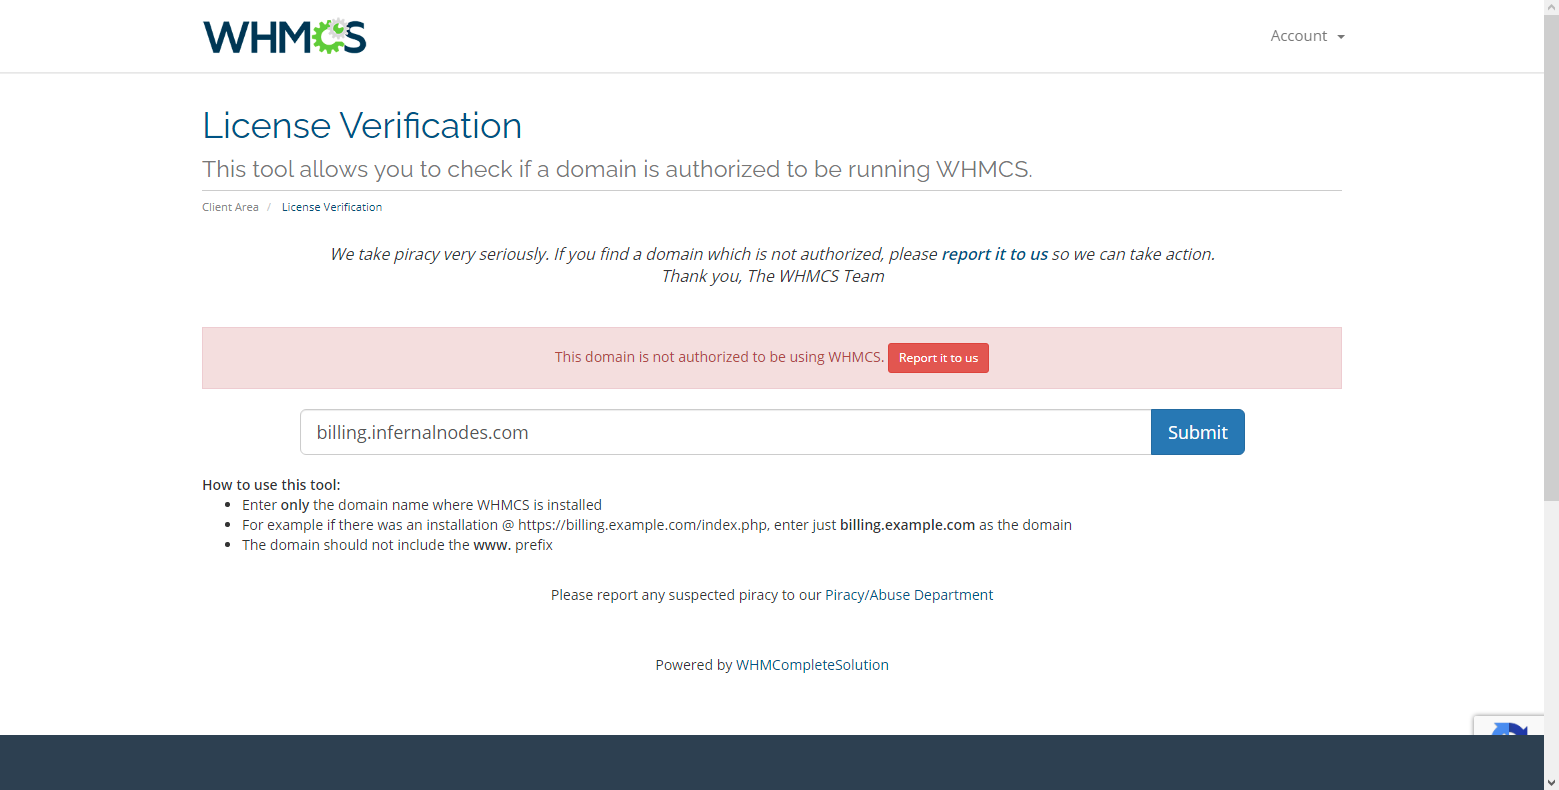 WHMCS
Account
License Verification
This tool allows you to check if a domain is authorized to be running WHMCS.
Client Area / License Verification
We take piracy very seriously. If you find a domain which is not authorized, please report it to us so we can take action.
Thank you, The WHMCS Team
This domain is not authorized to be using WHMCS. Report it to us
billing.infernalnodes.com Submit
How to use this tool:
• Enter only the domain name where WHMCS is installed
• For example if there was an installation @ https://billing.example.com/index.php, enter just billing.example.com as the domain
• The domain should not include the www. prefix
Please report any suspected piracy to our Piracy/Abuse Department
Powered by WHMCompleteSolution